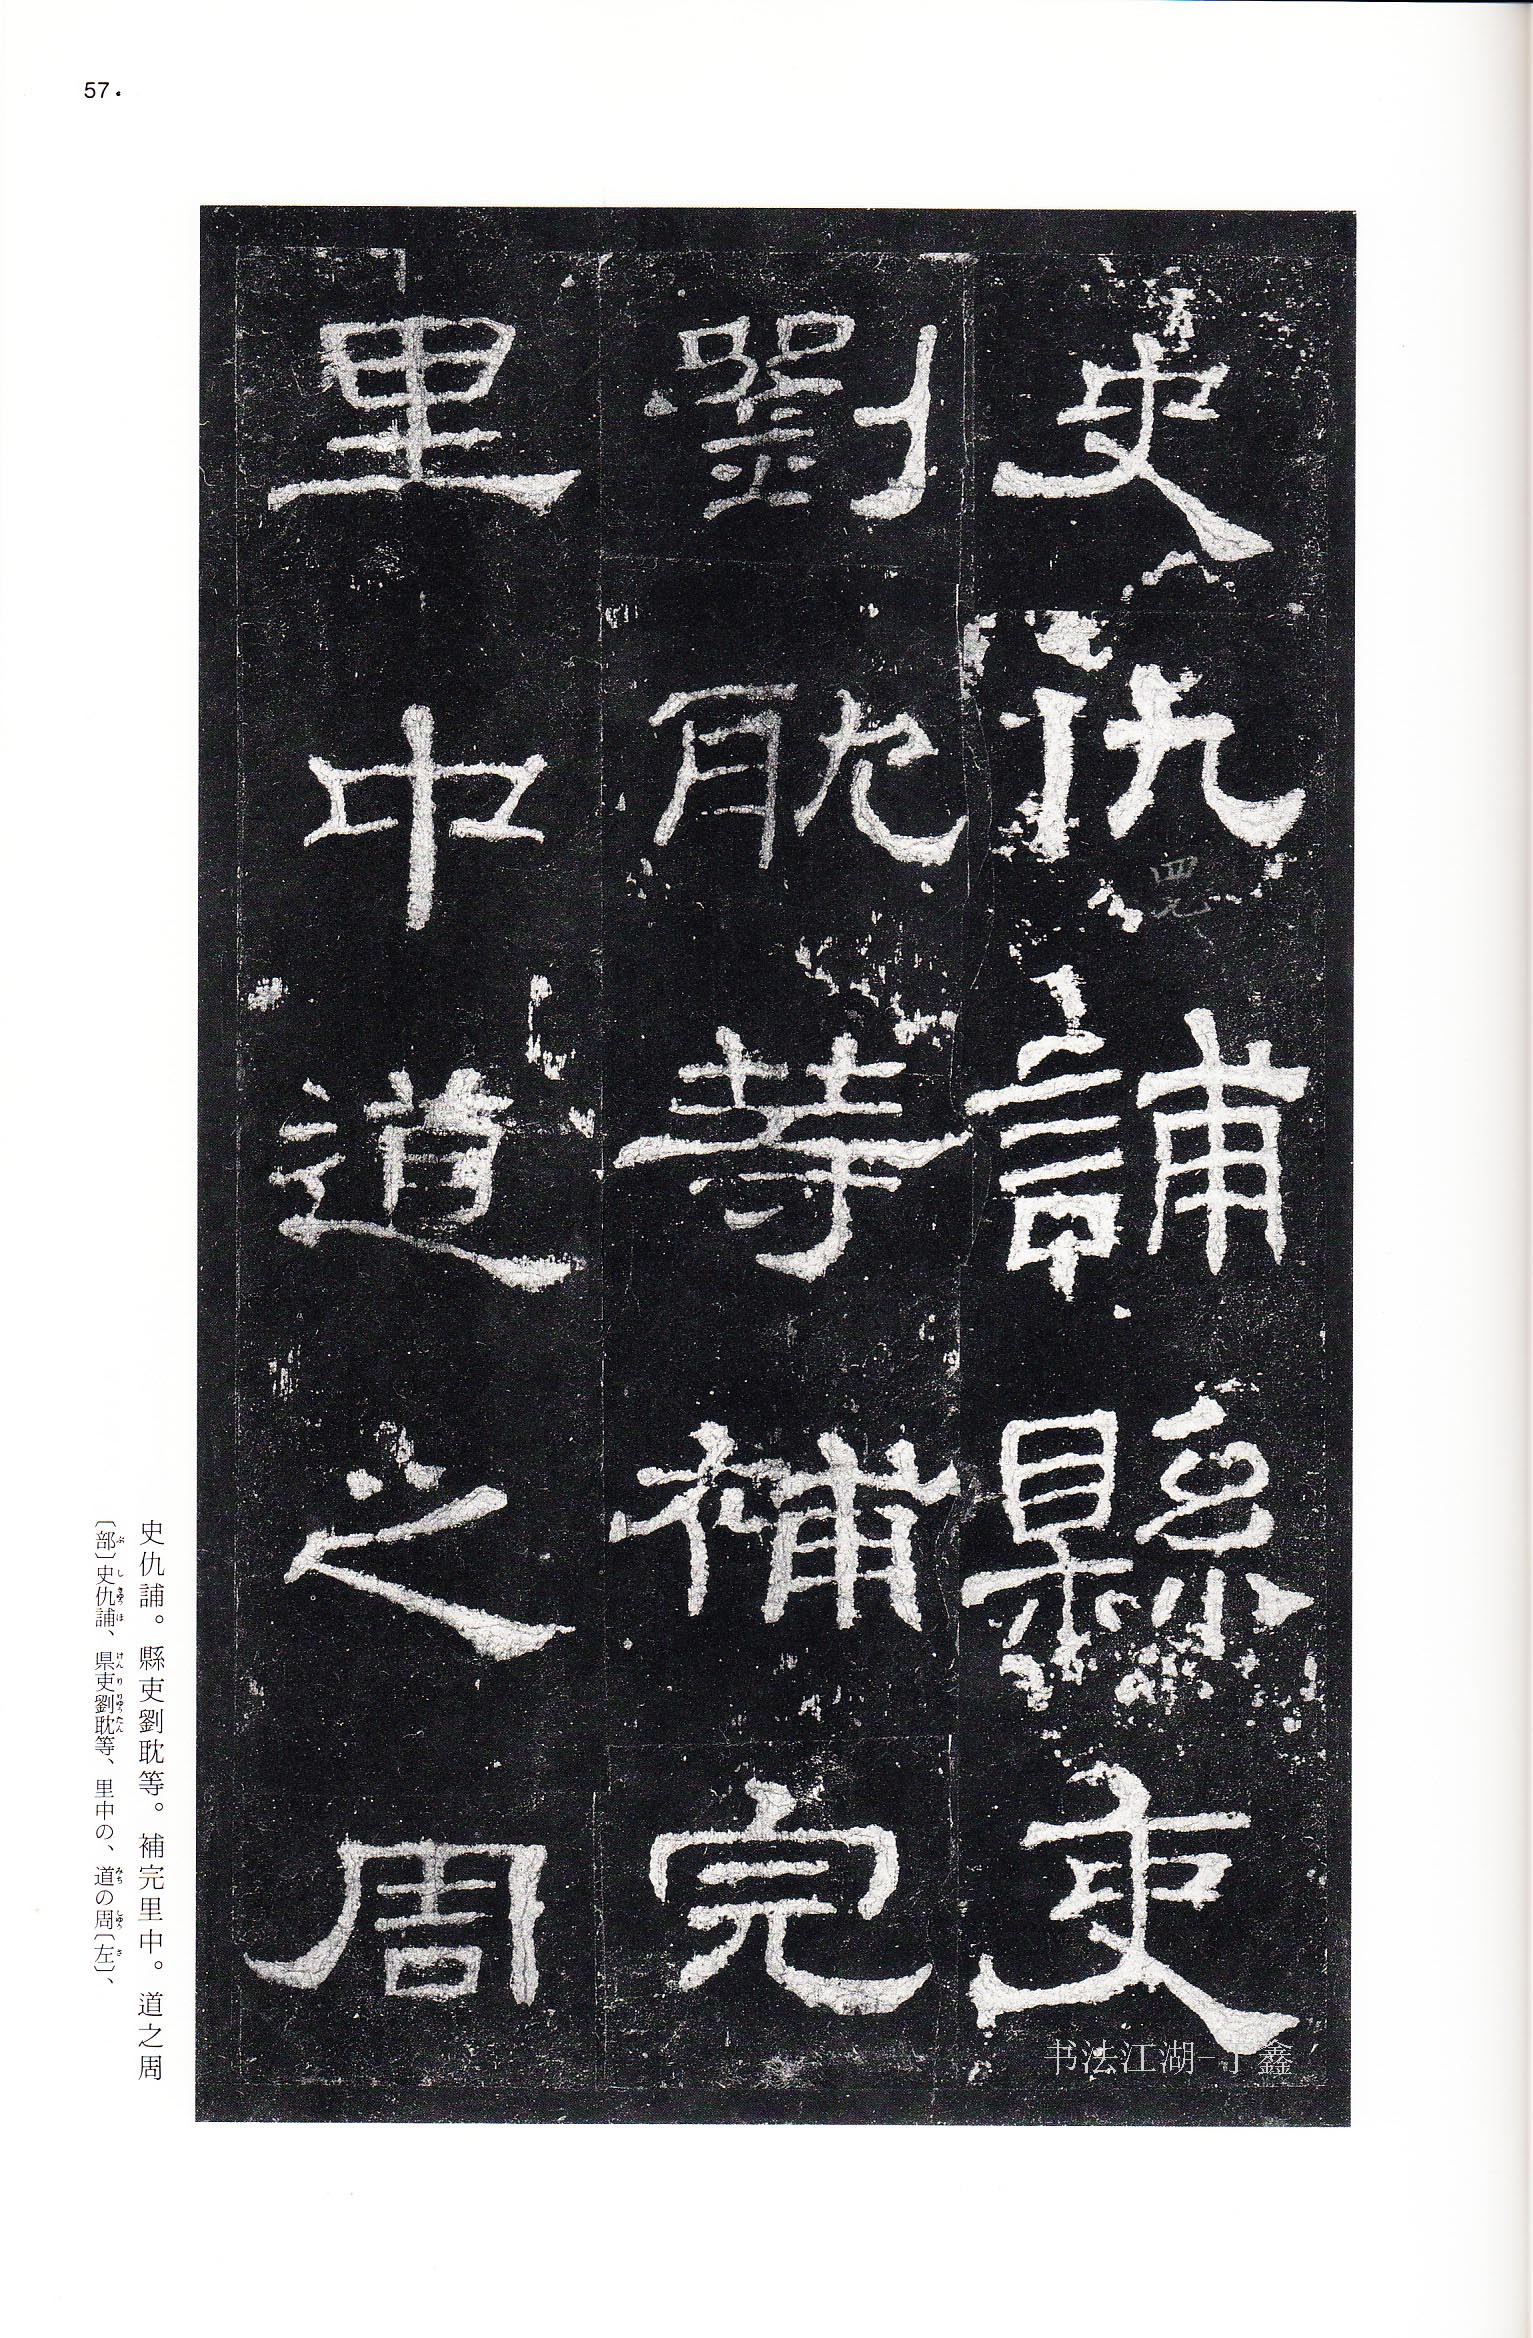 57.
史仇誧縣吏
劉耽等補完
里中道之周
四九
书法江湖-丁鑫
史仇誧。縣吏劉耽等。補完里中。道之周
〔部〕史仇誧、県吏劉耽等、里中の、道の周〔左〕、